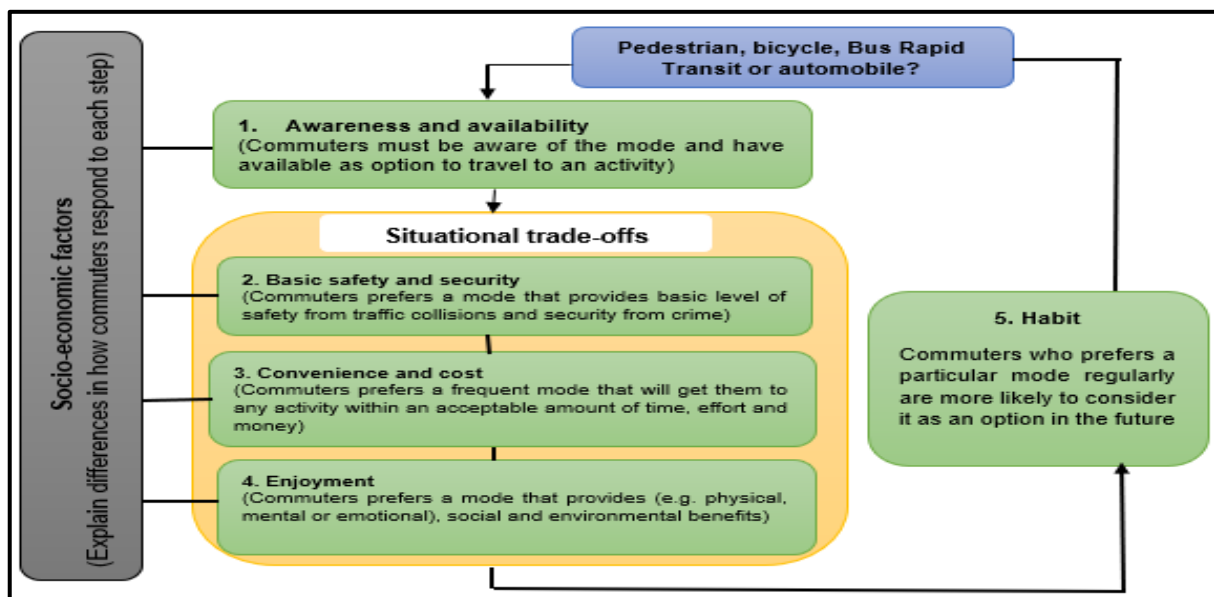 Pedestrian, bicycle, Bus Rapid
Transit or automobile?
Socio-economic factors
(Explain differences in how commuters respond to each step)
1. Awareness and availability
(Commuters must be aware of the mode and have
available as option to travel to an activity)
Situational trade-offs
2. Basic safety and security
(Commuters prefers a mode that provides basic level of
safety from traffic collisions and security from crime)
3. Convenience and cost
(Commuters prefers a frequent mode that will get them to
any activity within an acceptable amount of time, effort and
money)
4. Enjoyment
(Commuters prefers a mode that provides (e.g. physical,
mental or emotional), social and environmental benefits)
5. Habit
Commuters who prefers a
particular mode regularly
are more likely to consider
it as an option in the future